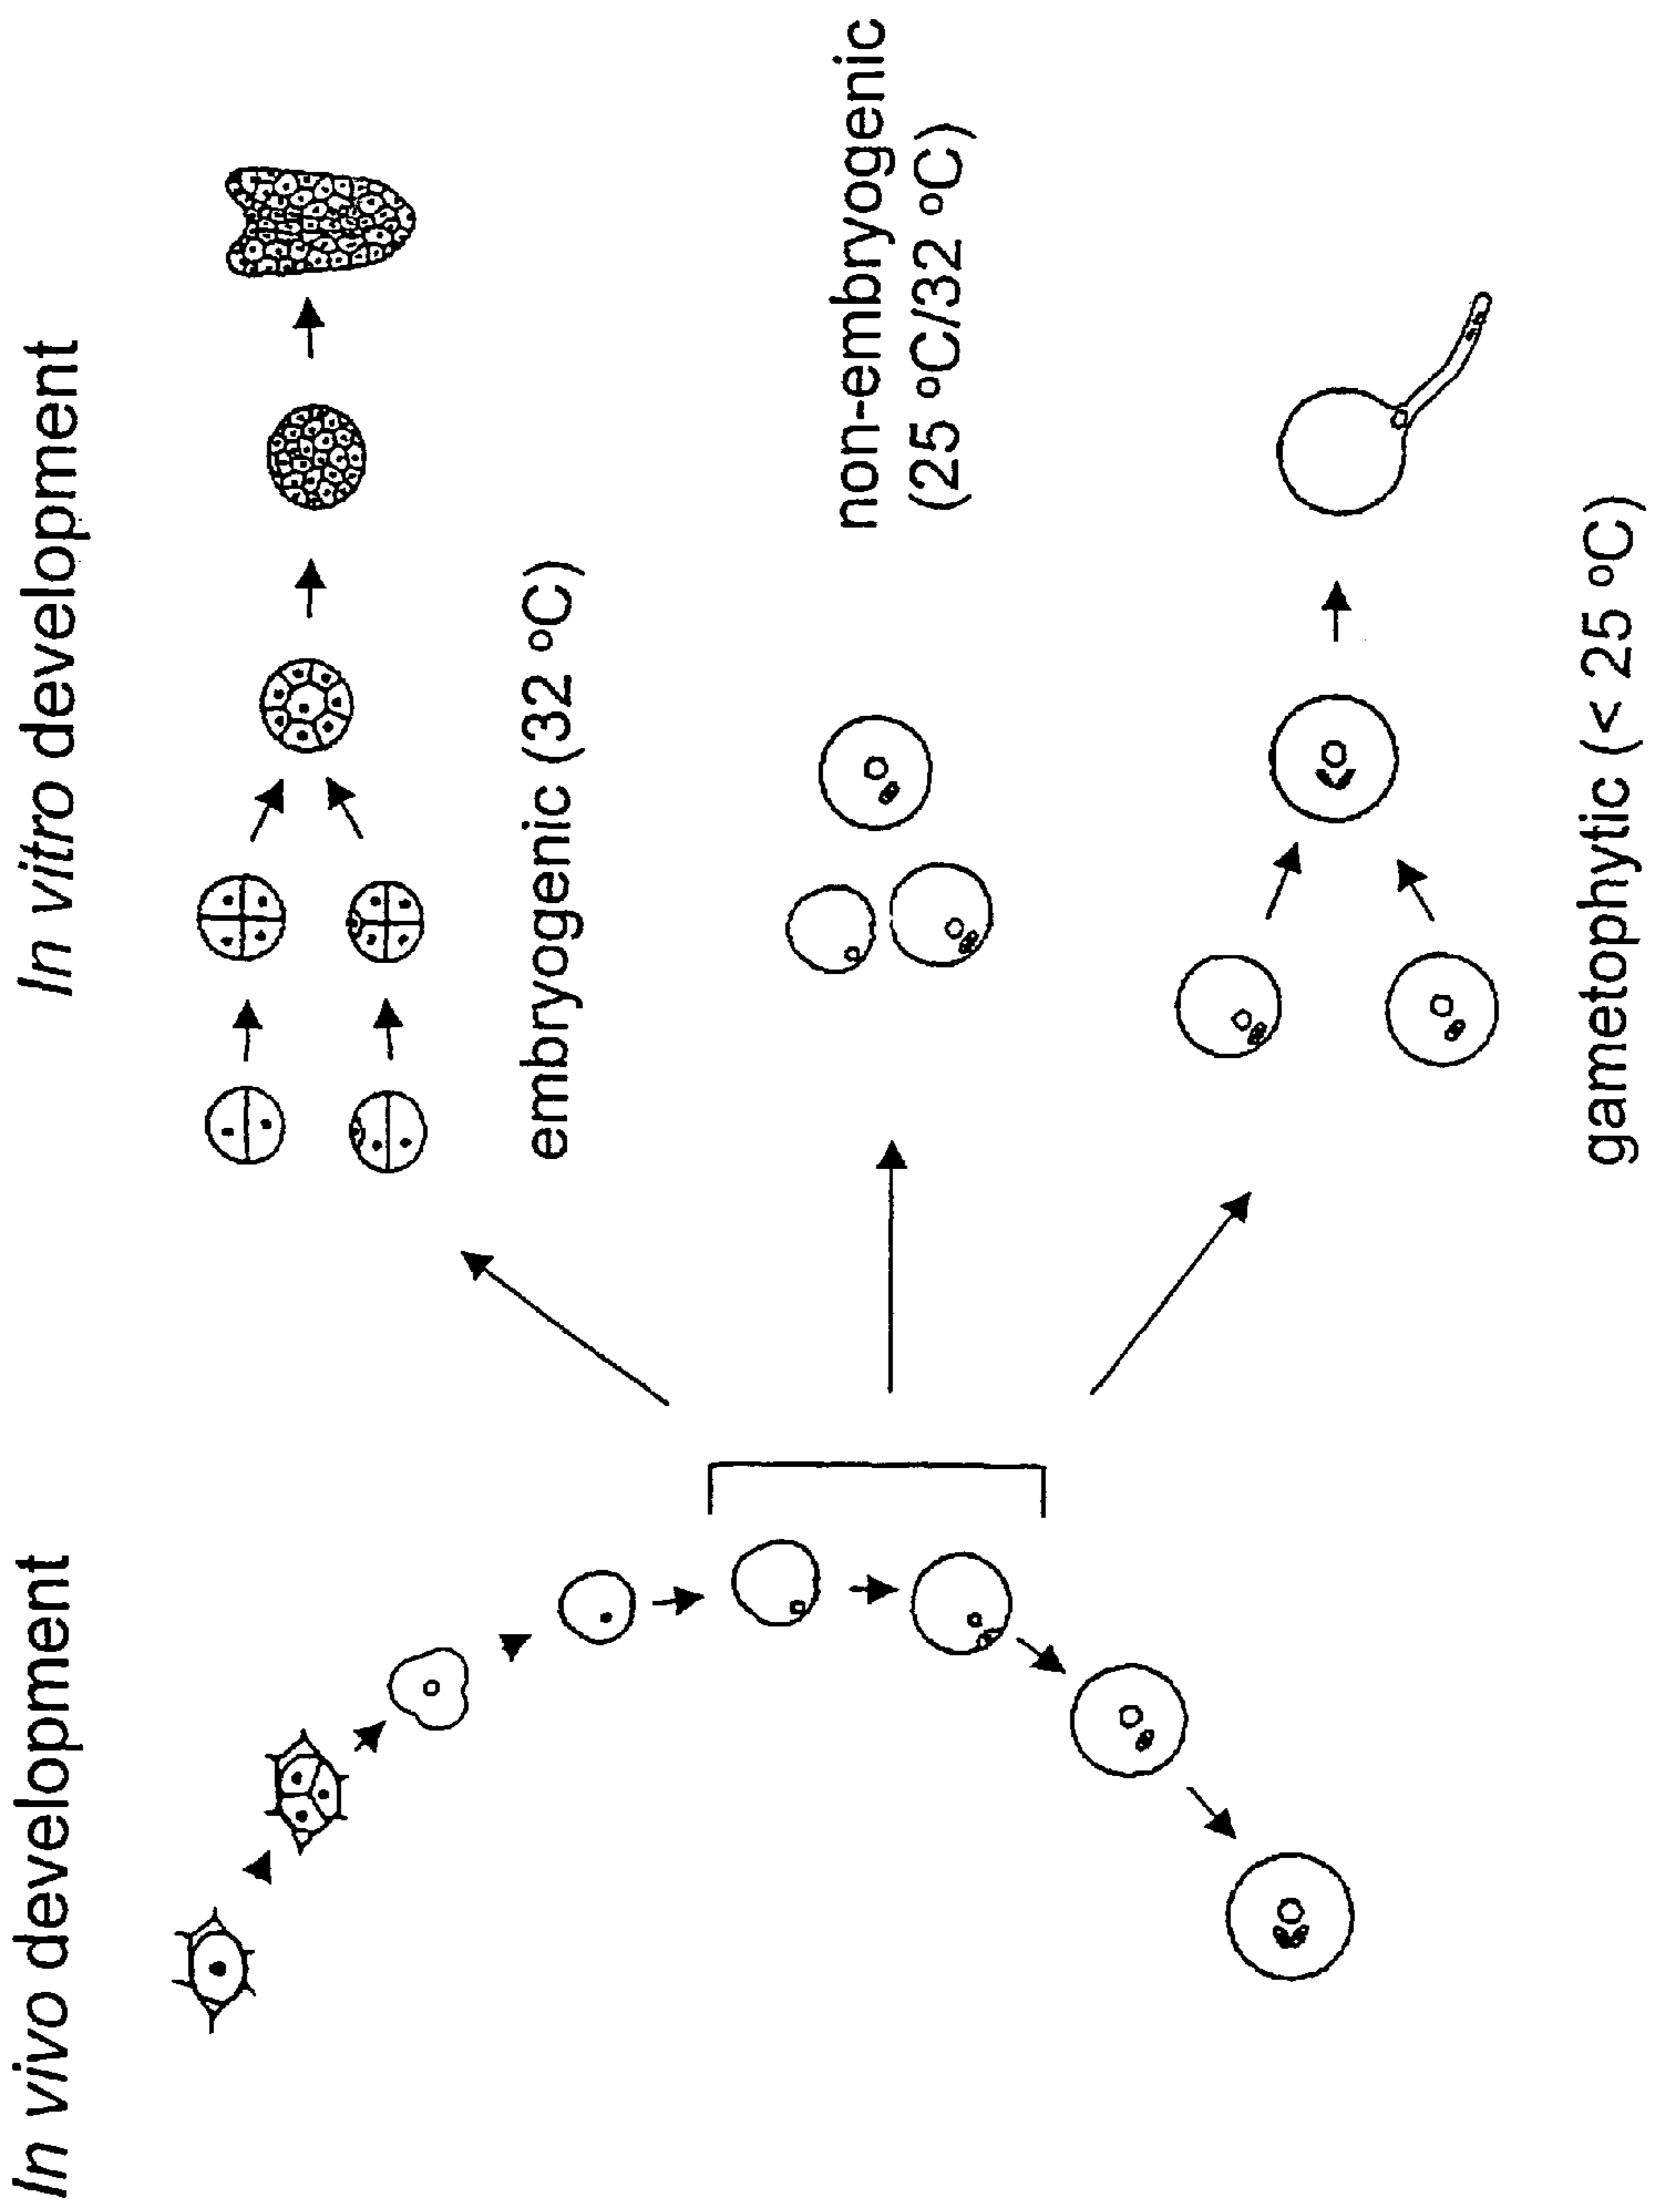 In vivo development
In vitro development
embryogenic (32 °C)
non-embryogenic
(25 °C/32 °C)
gametophytic (< 25 °C)